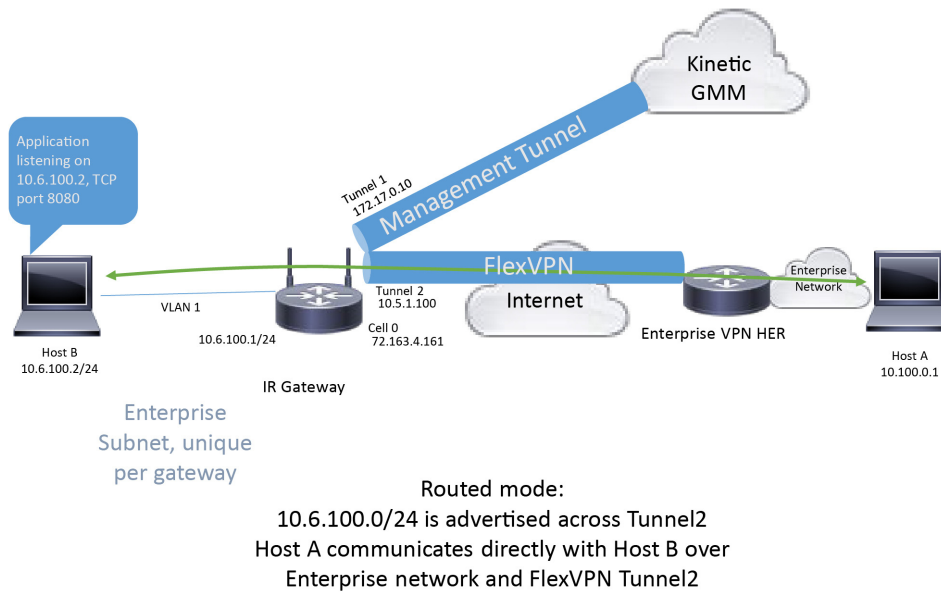 Kinetic
GMM
Application
listening on
10.6.100.2, TCP
port 8080
Tunnel 1
172.17.0.10
Management Tunnel
FlexVPN
Internet
Enterprise
Network
VLAN 1
Tunnel 2
10.5.1.100
10.6.100.1/24
Cell 0
72.163.4.161
Enterprise VPN HER
Host B
10.6.100.2/24
Host A
10.100.0.1
IR Gateway
Enterprise
Subnet, unique
per gateway
Routed mode:
10.6.100.0/24 is advertised across Tunnel2
Host A communicates directly with Host B over
Enterprise network and FlexVPN Tunnel2